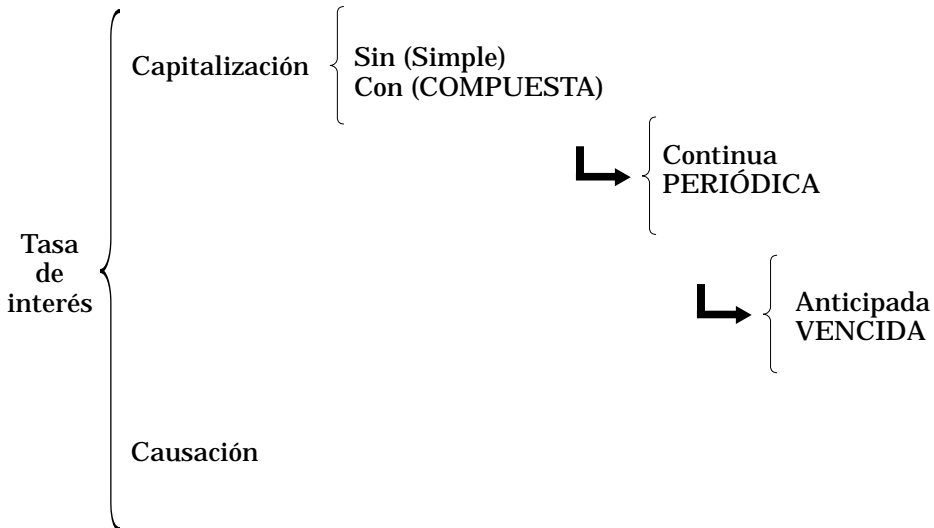 Capitalización
Sin (Simple)
Con (COMPUESTA)
Continua
PERIÓDICA
Tasa
de
interés
Anticipada
VENCIDA
Causación